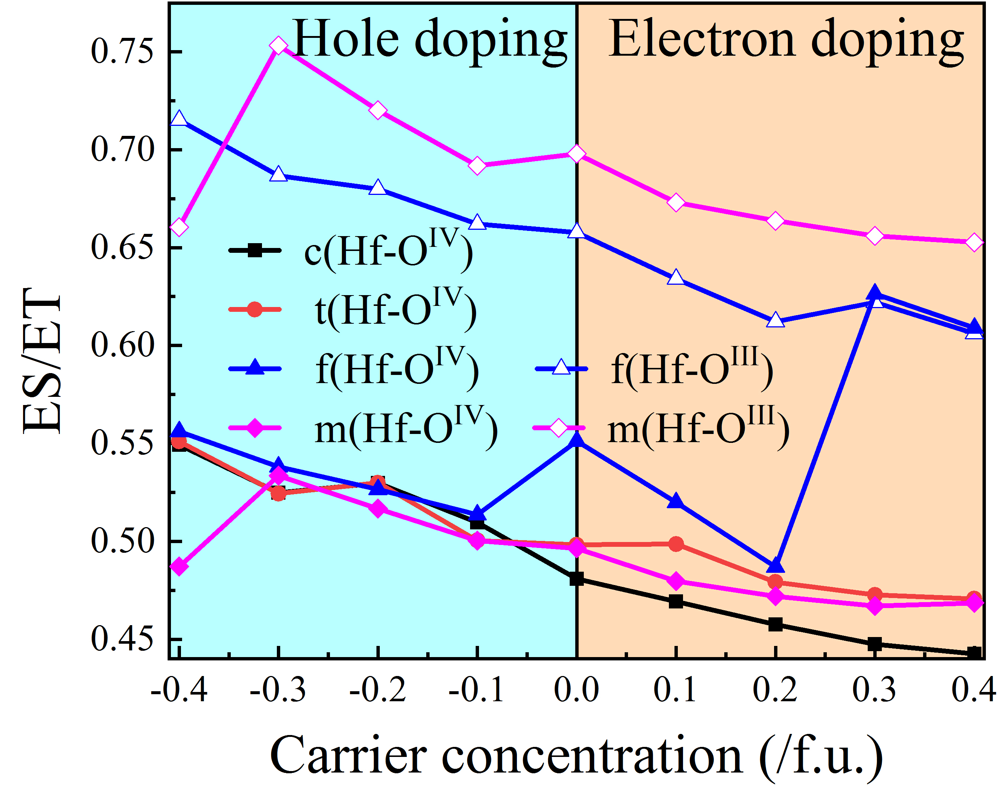 Hole doping Electron doping
0.75
0.70
0.65
0.60
0.55
0.50
0.45
ES/ET
c(Hf-O^IV)
t(Hf-O^IV)
f(Hf-O^IV) f(Hf-O^III)
m(Hf-O^IV) m(Hf-O^III)
-0.4 -0.3 -0.2 -0.1 0.0 0.1 0.2 0.3 0.4
Carrier concentration (/f.u.)